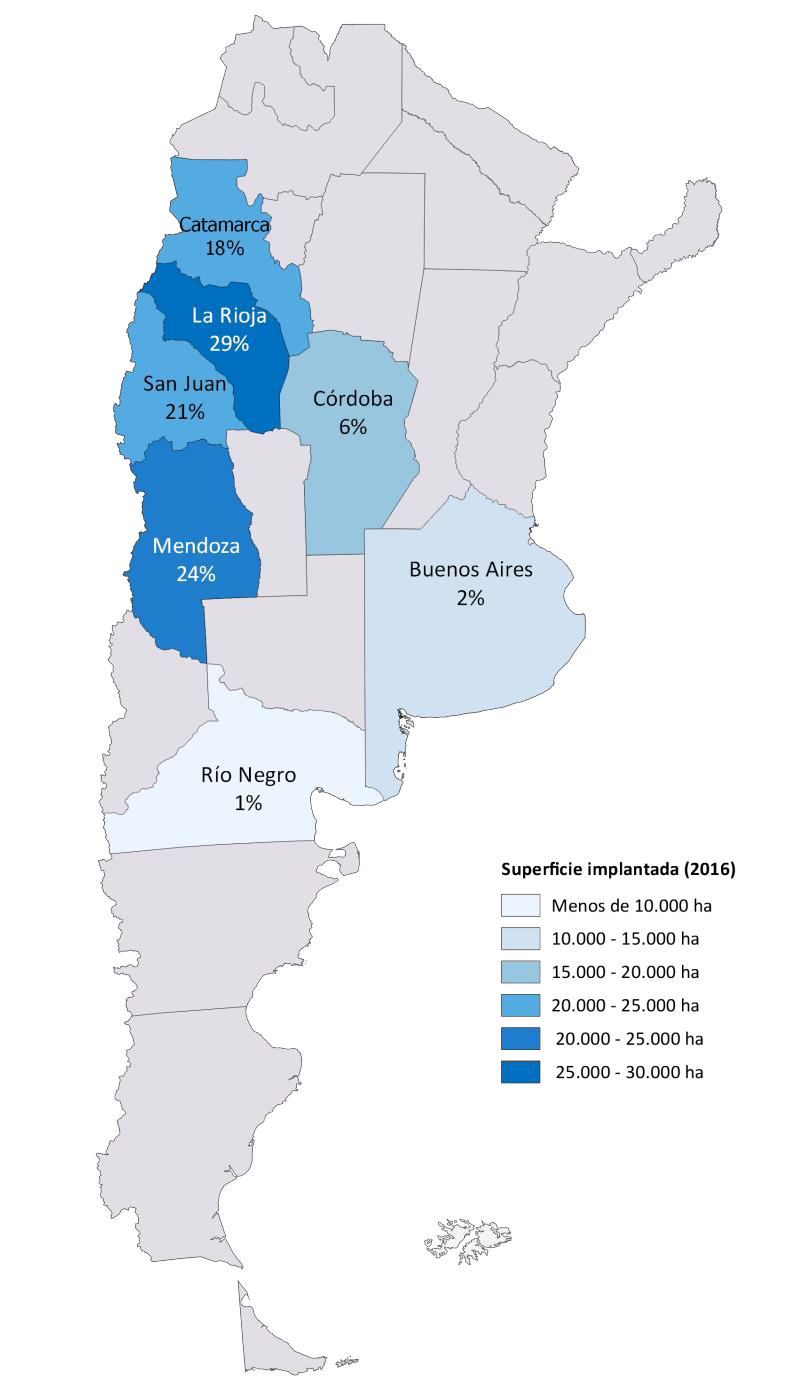 Catamarca
18%
La Rioja
29%
San Juan
21%
Córdoba
6%
Mendoza
24%
Buenos Aires
2%
Río Negro
1%
Superficie implantada (2016)
Menos de 10.000 ha
10.000 - 15.000 ha
15.000 - 20.000 ha
20.000 - 25.000 ha
20.000 - 25.000 ha
25.000 - 30.000 ha